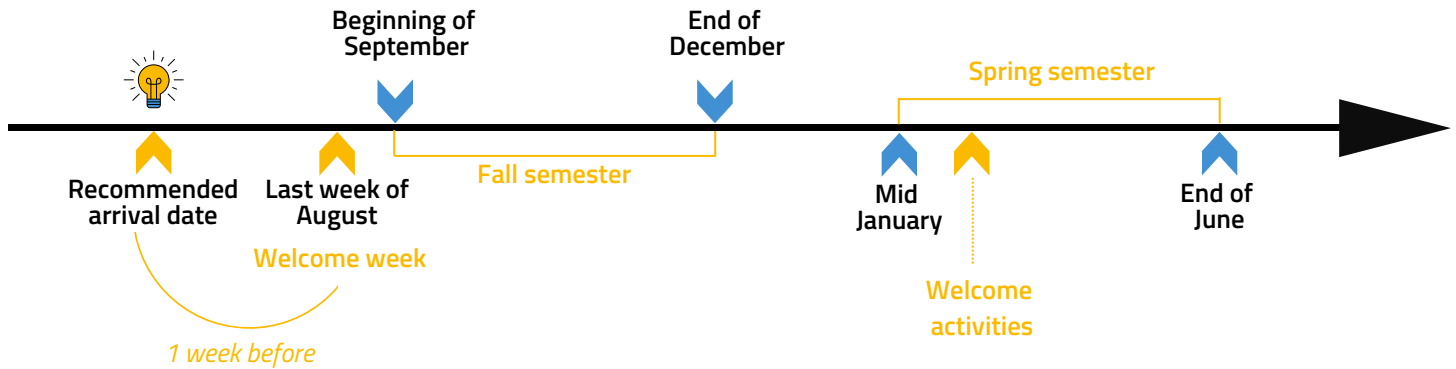 Beginning of
September
End of
December
Spring semester
Fall semester
Recommended
arrival date
Last week of
August
Welcome week
1 week before
Mid
January
Welcome
activities
End of
June